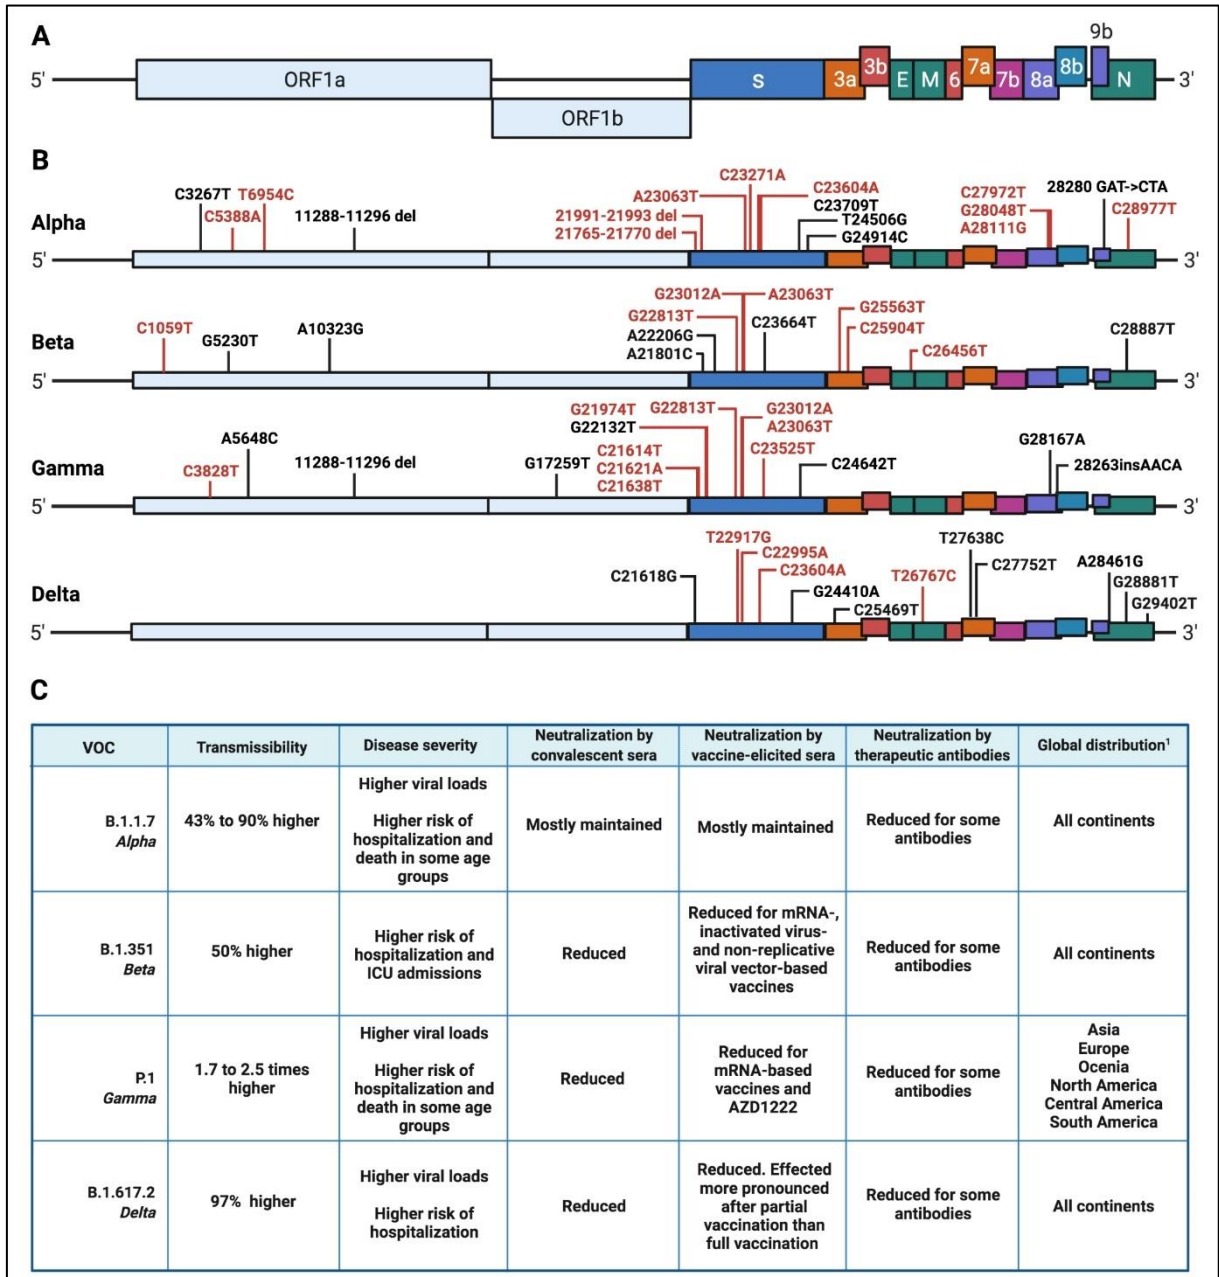 A
5'
ORF1a
ORF1b
S
3a
3b
E
M
6
7a
7b
8a
8b
9b
N
3'
B
Alpha
C3267T
T6954C
C5388A
11288-11296 del
C23271A
A23063T
21991-21993 del
21765-21770 del
C23604A
C23709T
T24506G
G24914C
C27972T
G28048T
A28111G
28280 GAT->CTA
C28977T
5'
3'
Beta
C1059T
G5230T
A10323G
G23012A
A23063T
G22813T
A22206G
A21801C
C23664T
G25563T
C25904T
C26456T
C28887T
5'
3'
Gamma
C3828T
A5648C
11288-11296 del
G17259T
G21974T
G22132T
C21614T
C21621A
C21638T
G22813T
G23012A
A23063T
C23525T
C24642T
G28167A
28263insAACA
5'
3'
Delta
C21618G
T22917G
C22995A
C23604A
G24410A
C25469T
T26767C
T27638C
C27752T
A28461G
G28881T
G29402T
5'
3'
C
VOC
Transmissibility
Disease severity
Neutralization by
convalescent sera
Neutralization by
vaccine-elicited sera
Neutralization by
therapeutic antibodies
Global distribution¹
B.1.1.7
Alpha
43% to 90% higher
Higher viral loads
Higher risk of
hospitalization and
death in some age
groups
Mostly maintained
Mostly maintained
Reduced for some
antibodies
All continents
B.1.351
Beta
50% higher
Higher risk of
hospitalization and
ICU admissions
Reduced
Reduced for mRNA-,
inactivated virus-
and non-replicative
viral vector-based
vaccines
Reduced for some
antibodies
All continents
P.1
Gamma
1.7 to 2.5 times
higher
Higher viral loads
Higher risk of
hospitalization and
death in some age
groups
Reduced
Reduced for
mRNA-based
vaccines and
AZD1222
Reduced for some
antibodies
Asia
Europe
Ocenia
North America
Central America
South America
B.1.617.2
Delta
97% higher
Higher viral loads
Higher risk of
hospitalization
Reduced
Reduced. Effected
more pronounced
after partial
vaccination than
full vaccination
Reduced for some
antibodies
All continents